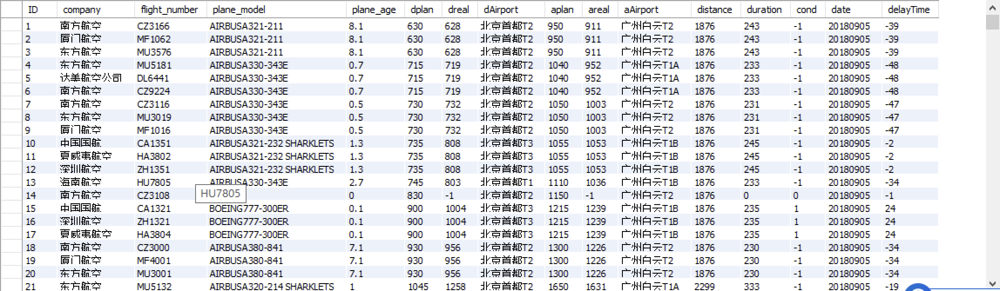 ID company flight_number plane_model plane_age dplan dreal dAirport aplan areal aAirport distance duration cond date delayTime
1 南方航空 CZ3166 AIRBUSA321-211 8.1 630 628 北京首都T2 950 911 广州白云T2 1876 243 -1 20180905 -39
2 厦门航空 MF1062 AIRBUSA321-211 8.1 630 628 北京首都T2 950 911 广州白云T2 1876 243 -1 20180905 -39
3 东方航空 MU3576 AIRBUSA321-211 8.1 630 628 北京首都T2 950 911 广州白云T2 1876 243 -1 20180905 -39
4 东方航空 MU5181 AIRBUSA330-343E 0.7 715 719 北京首都T2 1040 952 广州白云T1A 1876 233 -1 20180905 -48
5 达美航空公司 DL6441 AIRBUSA330-343E 0.7 715 719 北京首都T2 1040 952 广州白云T1A 1876 233 -1 20180905 -48
6 南方航空 CZ9224 AIRBUSA330-343E 0.7 715 719 北京首都T2 1040 952 广州白云T1A 1876 233 -1 20180905 -48
7 南方航空 CZ3116 AIRBUSA330-343E 0.5 730 732 北京首都T2 1050 1003 广州白云T2 1876 231 -1 20180905 -47
8 东方航空 MU3019 AIRBUSA330-343E 0.5 730 732 北京首都T2 1050 1003 广州白云T2 1876 231 -1 20180905 -47
9 厦门航空 MF1016 AIRBUSA330-343E 0.5 730 732 北京首都T2 1050 1003 广州白云T2 1876 231 -1 20180905 -47
10 中国国航 CA1351 AIRBUSA321-232 SHARKLETS 1.3 735 808 北京首都T3 1055 1053 广州白云T1B 1876 245 -1 20180905 -2
11 夏威夷航空 HA3802 AIRBUSA321-232 SHARKLETS 1.3 735 808 北京首都T3 1055 1053 广州白云T1B 1876 245 -1 20180905 -2
12 深圳航空 ZH1351 AIRBUSA321-232 SHARKLETS 1.3 735 808 北京首都T3 1055 1053 广州白云T1B 1876 245 -1 20180905 -2
13 海南航空 HU7805 AIRBUSA330-343E 2.7 745 803 北京首都T1 1110 1036 广州白云T1B 1876 233 -1 20180905 -34
HU7805
14 南方航空 CZ3108 0 830 -1 北京首都T2 1150 -1 广州白云T2 1876 0 0 20180905 -1
15 中国国航 CA1321 BOEING777-300ER 0.1 900 1004 北京首都T3 1215 1239 广州白云T1B 1876 235 1 20180905 24
16 深圳航空 ZH1321 BOEING777-300ER 0.1 900 1004 北京首都T3 1215 1239 广州白云T1B 1876 235 1 20180905 24
17 夏威夷航空 HA3804 BOEING777-300ER 0.1 900 1004 北京首都T3 1215 1239 广州白云T1B 1876 235 1 20180905 24
18 南方航空 CZ3000 AIRBUSA380-841 7.1 930 956 北京首都T2 1300 1226 广州白云T2 1876 230 -1 20180905 -34
19 厦门航空 MF4001 AIRBUSA380-841 7.1 930 956 北京首都T2 1300 1226 广州白云T2 1876 230 -1 20180905 -34
20 东方航空 MU3001 AIRBUSA380-841 7.1 930 956 北京首都T2 1300 1226 广州白云T2 1876 230 -1 20180905 -34
21 东方航空 MU5132 AIRBUSA320-214 SHARKLETS 1 1045 1258 北京首都T2 1650 1631 广州白云T1A 2299 333 -1 20180905 -19